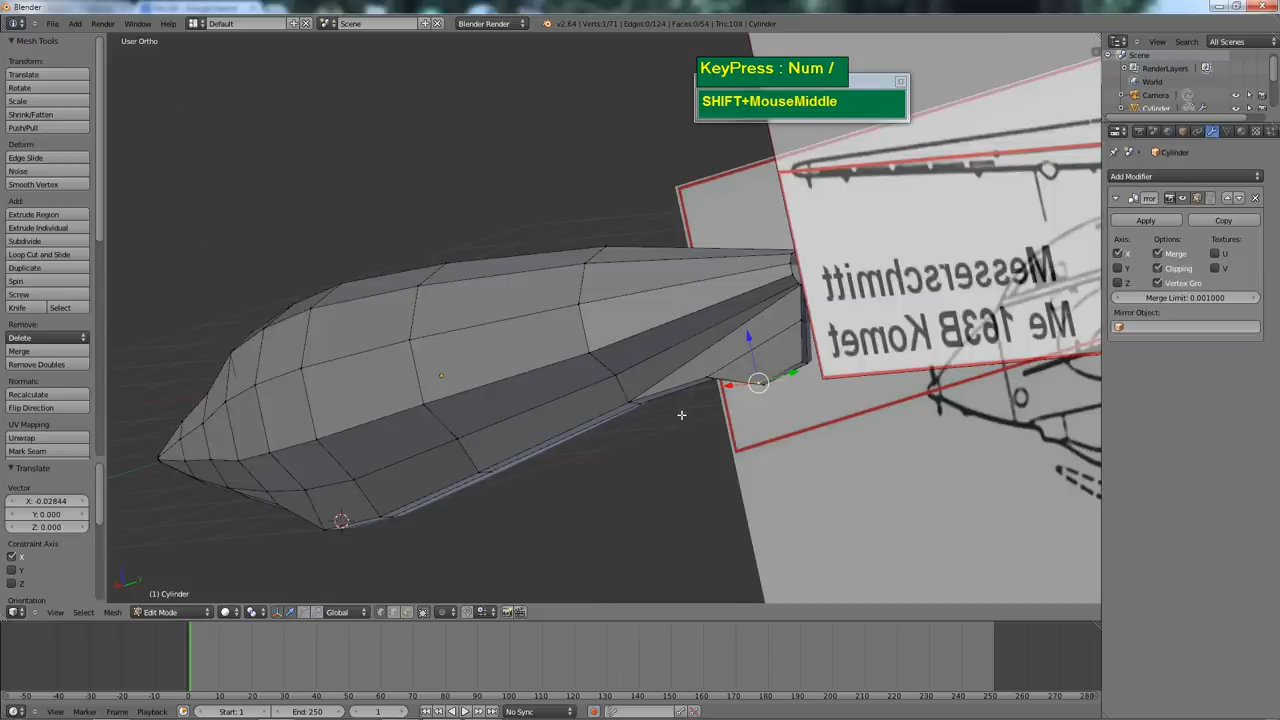 Blender
File Add Render Window Help Default Scene Blender Render v2.64 | Verts:1/71 | Edges:0/124 | Faces:0/54 | Tris:108 | Cylinder
Mesh Tools
Transform:
Translate
Rotate
Scale
Shrink/Fatten
Push/Pull
Deform:
Edge Slide
Noise
Smooth Vertex
Add:
Extrude Region
Extrude Individual
Subdivide
Loop Cut and Slide
Duplicate
Spin
Screw
Knife Select
Remove:
Delete
Merge
Remove Doubles
Normals:
Recalculate
Flip Direction
UV Mapping:
Unwrap
Mark Seam
Translate
Vector
X: -0.02844
Y: 0.000
Z: 0.000
Constraint Axis
X
Y
Z
Orientation
User Ortho
KeyPress : Num /
SHIFT+MouseMiddle
Messerschmitt
Me 163B Komet
(1) Cylinder
View Select Mesh Edit Mode Global
View Search All Scenes
Scene
RenderLayers
World
Camera
Cylinder
Cylinder
Add Modifier
rror
Apply Copy
Axis: Options: Textures:
X Merge U
Y Clipping V
Z Vertex Gro
Merge Limit: 0.001000
Mirror Object:
-50 -40 -30 -20 -10 0 10 20 30 40 50 60 70 80 90 100 110 120 130 140 150 160 170 180 190 200 210 220 230 240 250 260 270 280
View Marker Frame Playback Start: 1 End: 250 1 No Sync